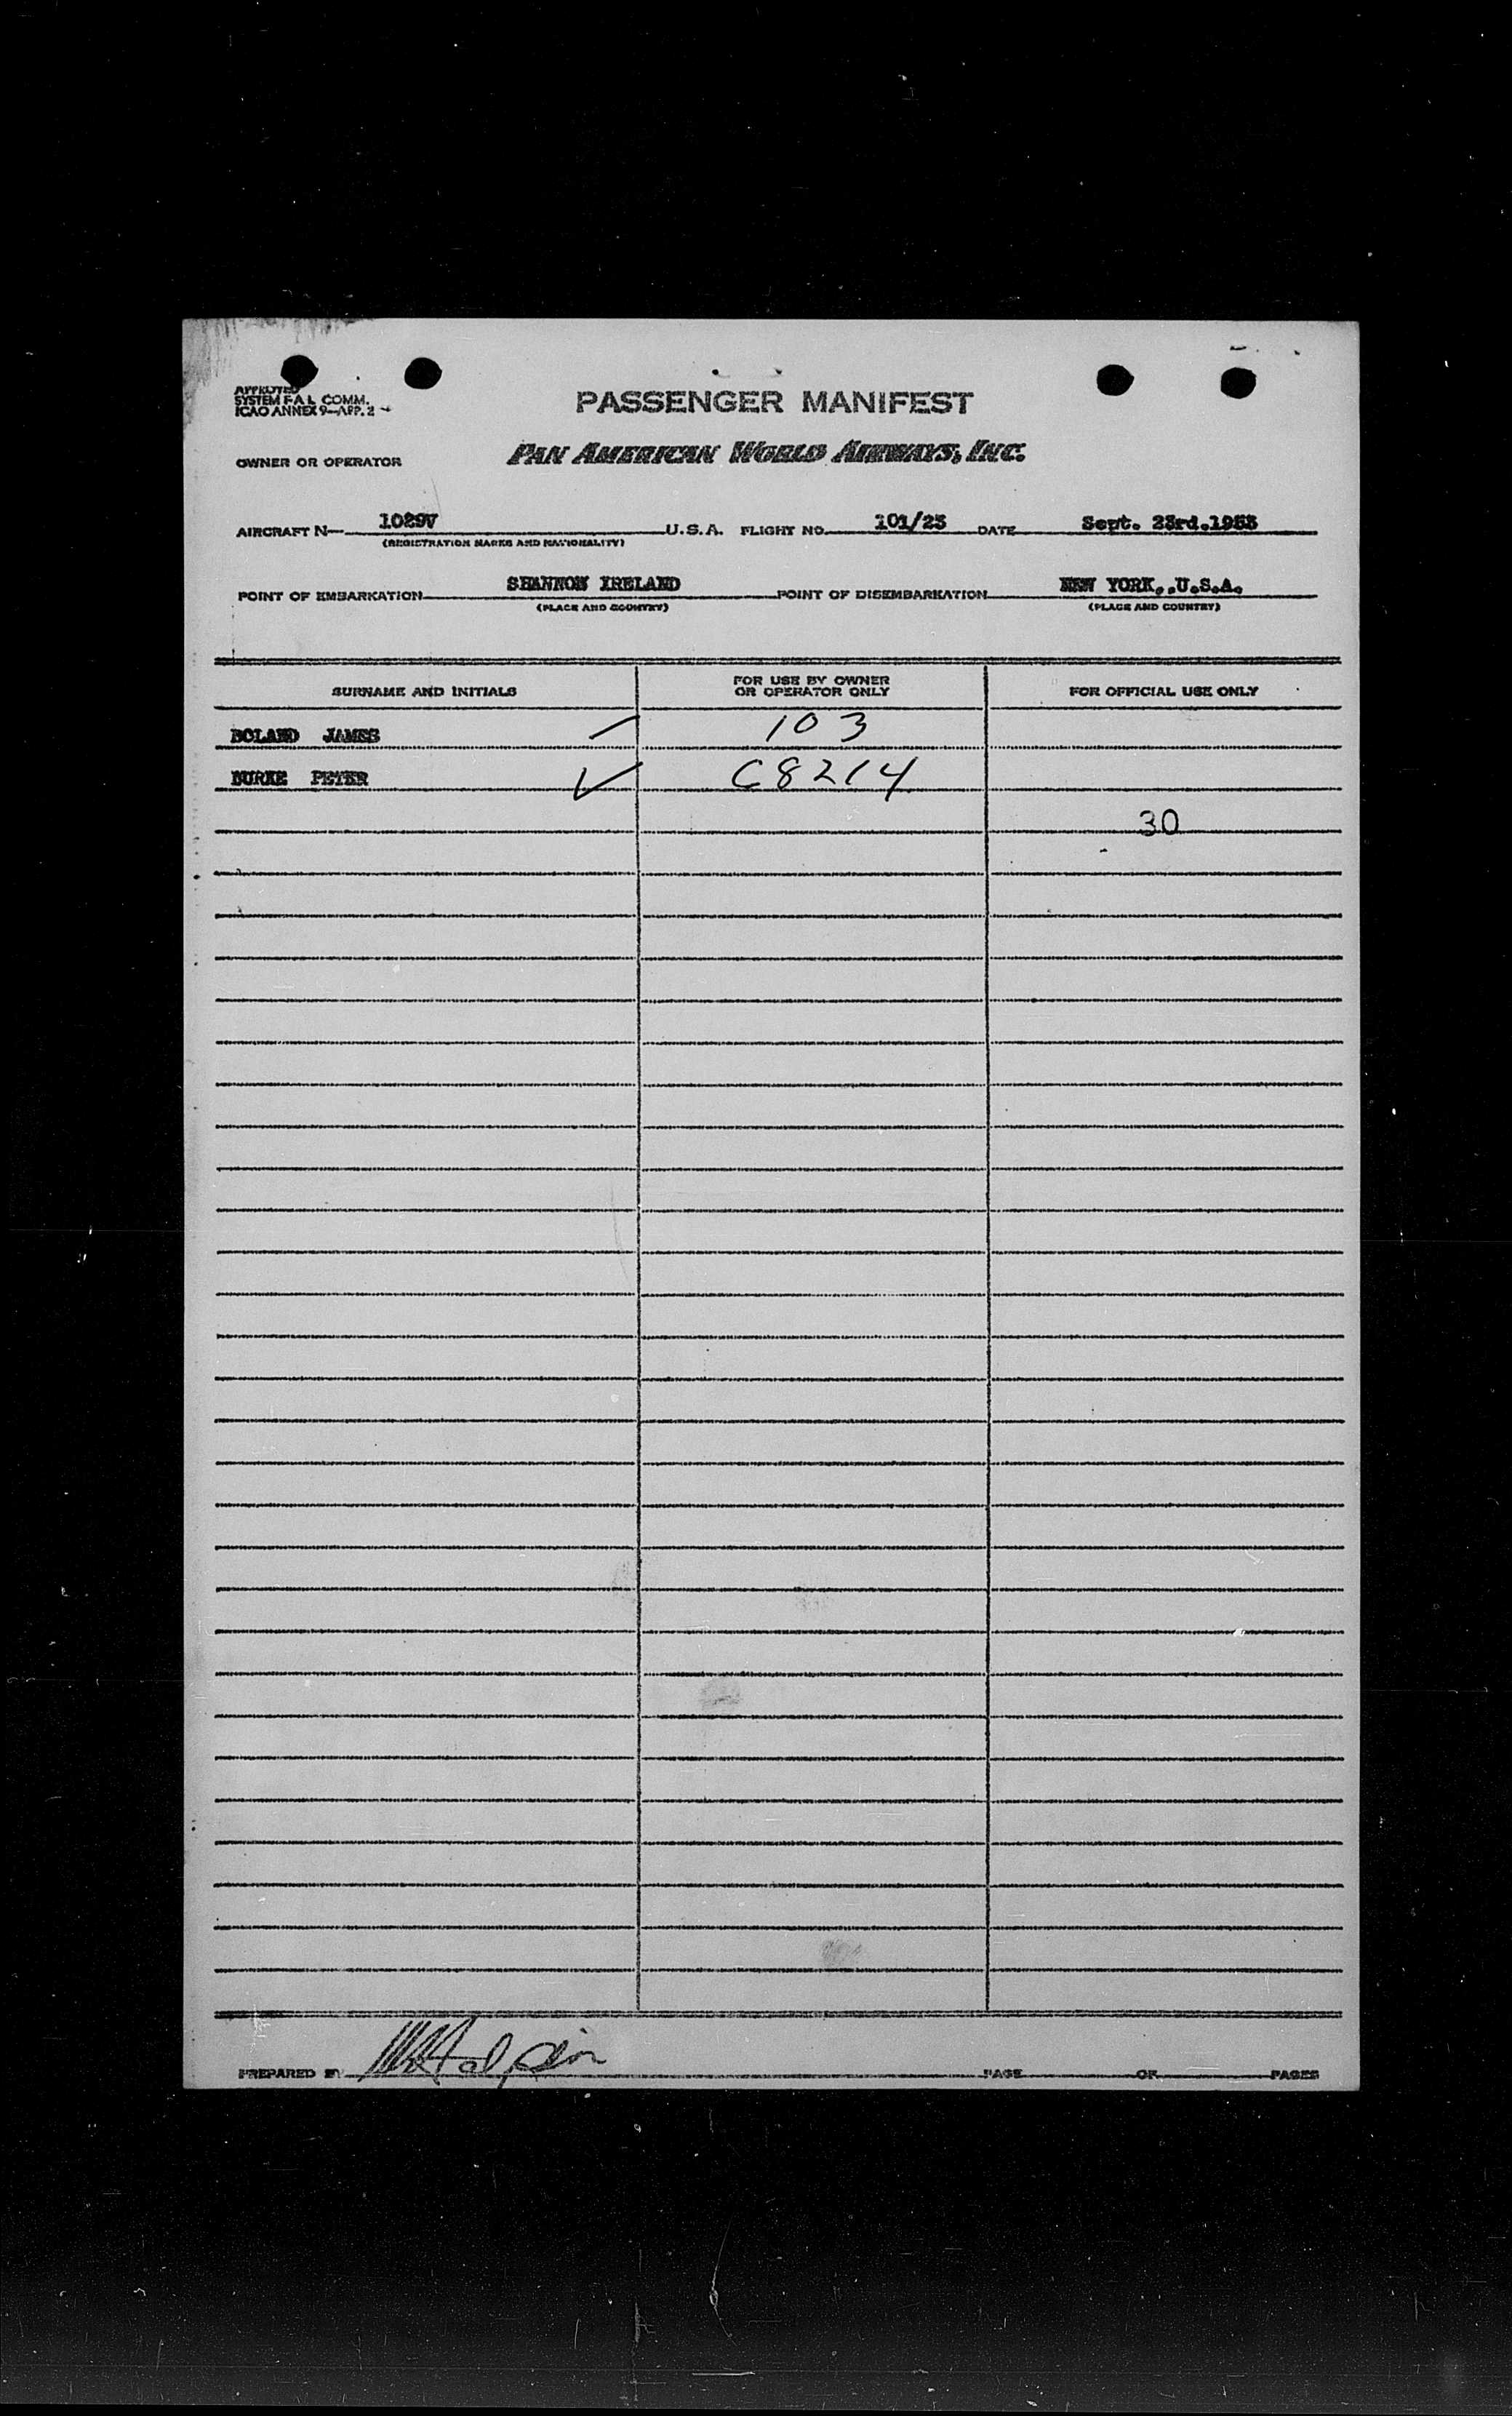 APPROVED
SYSTEM F.A.L. COMM.
ICAO ANNEX 9—APP. 2
PASSENGER MANIFEST
OWNER OR OPERATOR PAN AMERICAN WORLD AIRWAYS, INC.
AIRCRAFT N— 1029V U.S.A. FLIGHT NO. 101/23 DATE Sept. 23rd.1953
(REGISTRATION MARKS AND NATIONALITY)
POINT OF EMBARKATION SHANNON IRELAND POINT OF DISEMBARKATION NEW YORK,.U.S.A.
(PLACE AND COUNTRY) (PLACE AND COUNTRY)
SURNAME AND INITIALS FOR USE BY OWNER OR OPERATOR ONLY FOR OFFICIAL USE ONLY
BOLAND JAMES 103
BURKE PETER ✓ C8214
30
PREPARED BY PAGE OF PAGES